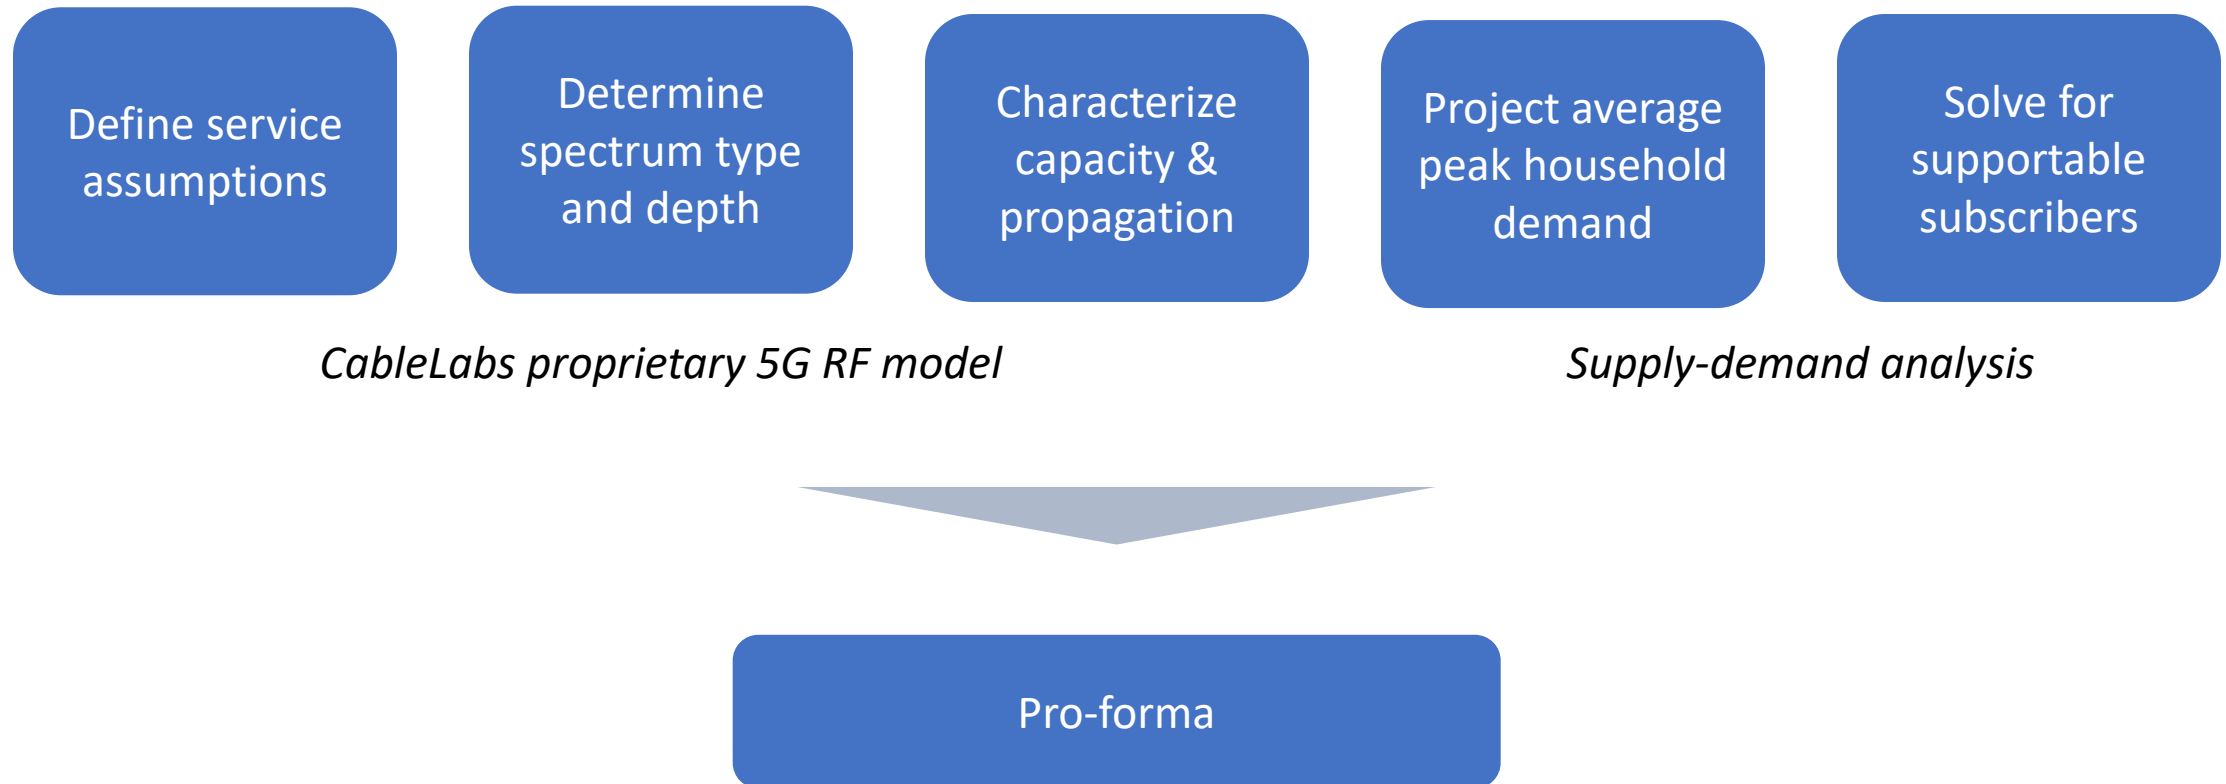 Define service
assumptions
Determine
spectrum type
and depth
Characterize
capacity &
propagation
Project average
peak household
demand
Solve for
supportable
subscribers
CableLabs proprietary 5G RF model
Supply-demand analysis
Pro-forma